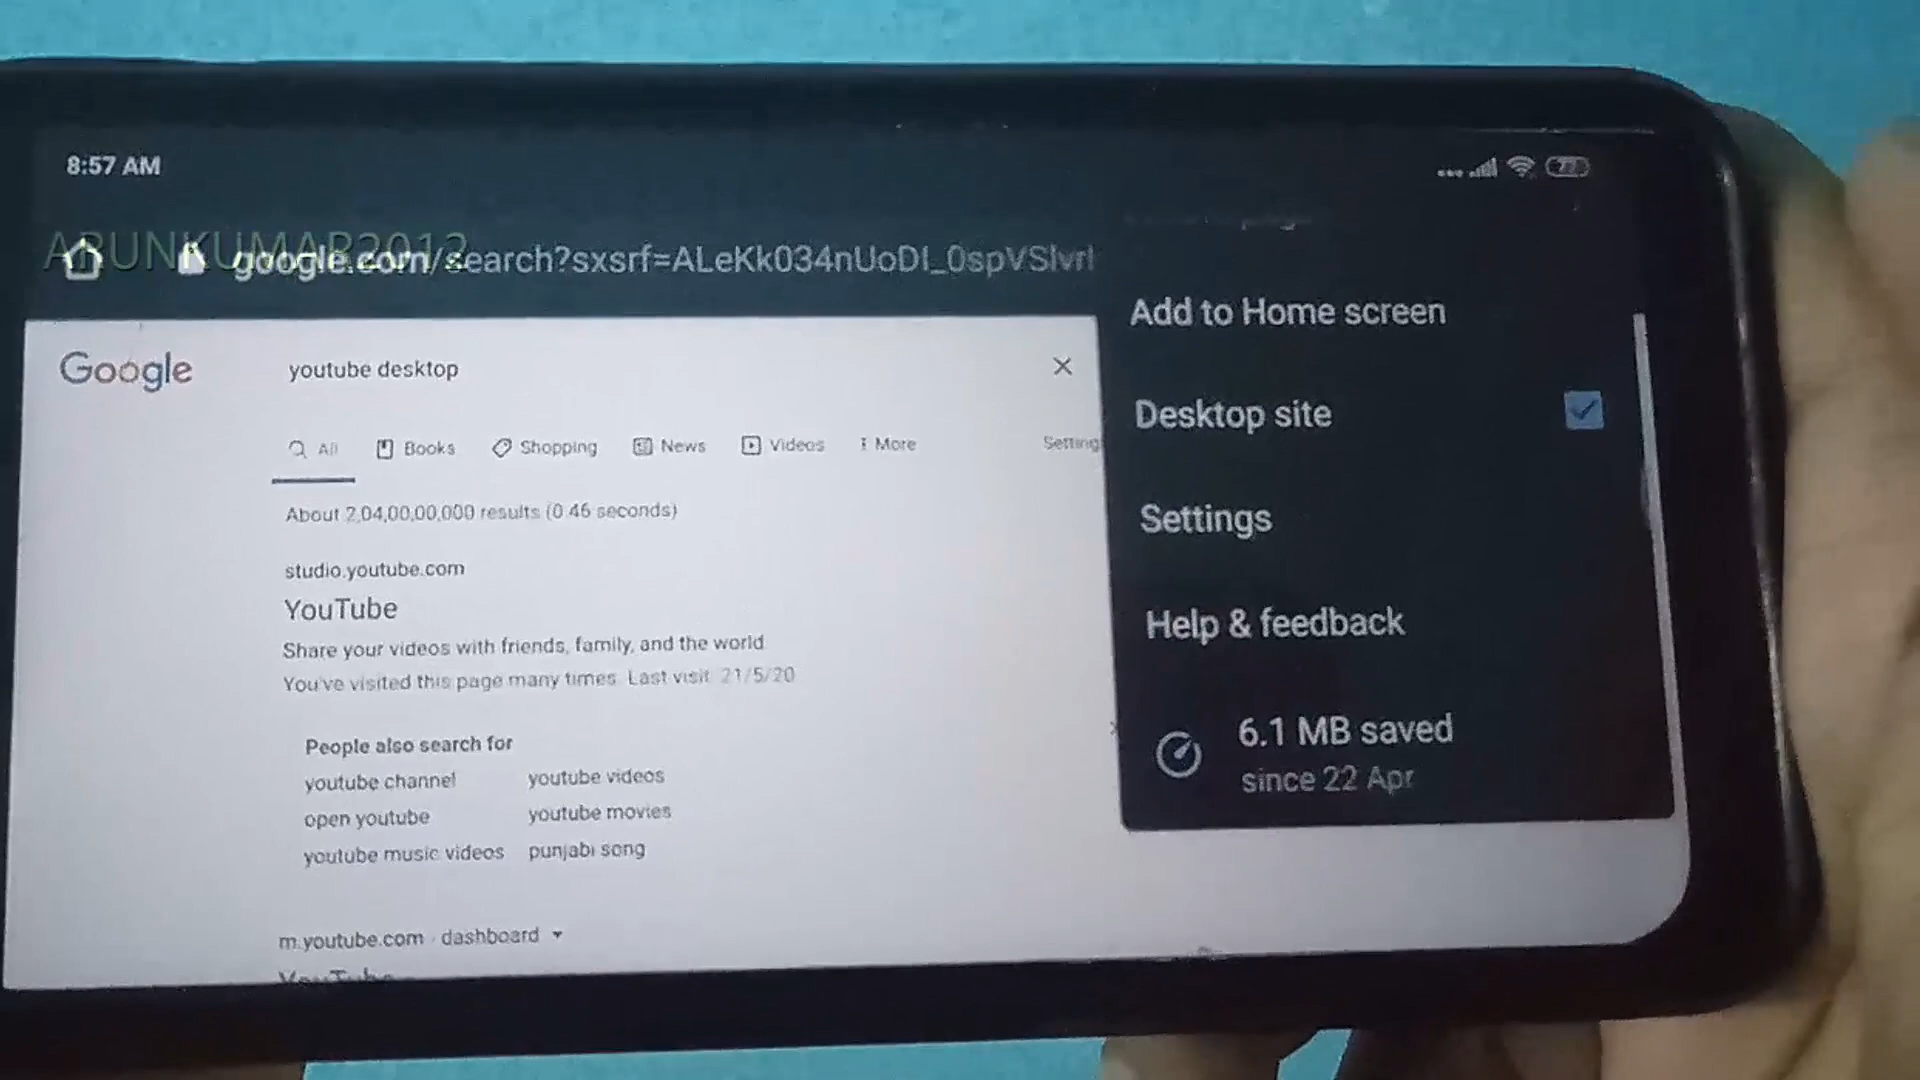 8:57 AM
77
ARUNKUMAR2012
google.com/search?sxsrf=ALeKk034nUoDI_0spVSlvrl
Google
youtube desktop
All Books Shopping News Videos More
Setting
About 2,04,00,00,000 results (0.46 seconds)
studio.youtube.com
YouTube
Share your videos with friends, family, and the world
You've visited this page many times. Last visit: 21/5/20
People also search for
youtube channel youtube videos
open youtube youtube movies
youtube music videos punjabi song
m.youtube.com · dashboard
YouTube
Add to Home screen
Desktop site
Settings
Help & feedback
6.1 MB saved
since 22 Apr